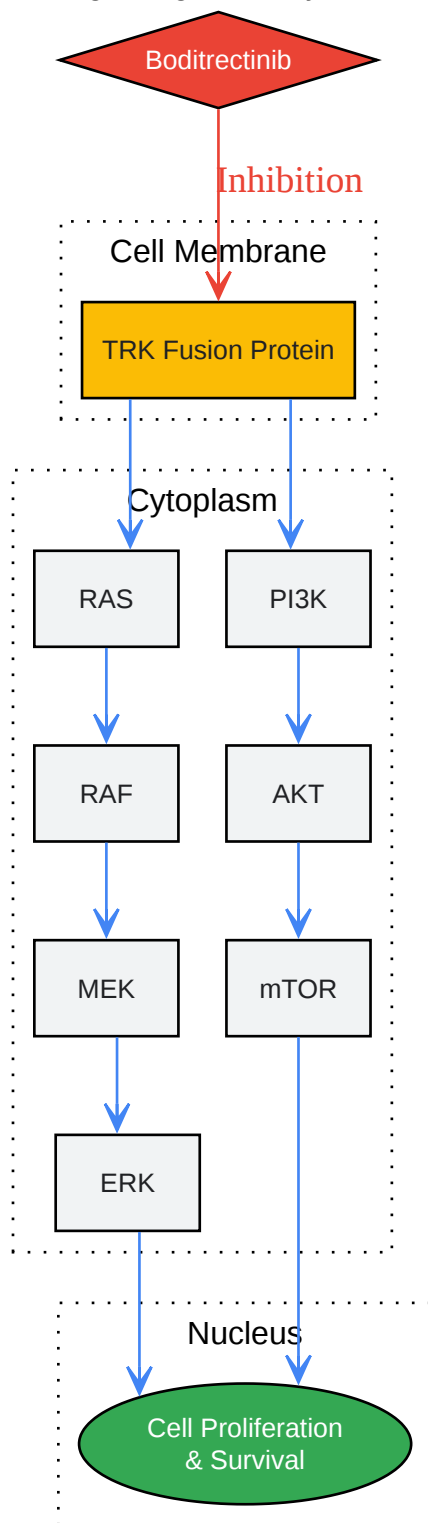 Boditrectinib
Inhibition
Cell Membrane
TRK Fusion Protein
Cytoplasm
RAS
PI3K
RAF
AKT
MEK
mTOR
ERK
Nucleus
Cell Proliferation
& Survival